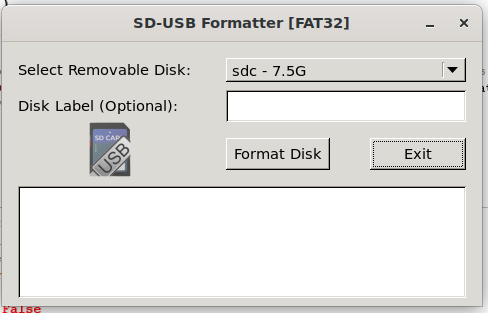 SD-USB Formatter [FAT32]
Select Removable Disk:
sdc - 7.5G
Disk Label (Optional):
SD CAR
USB
Format Disk
Exit
False